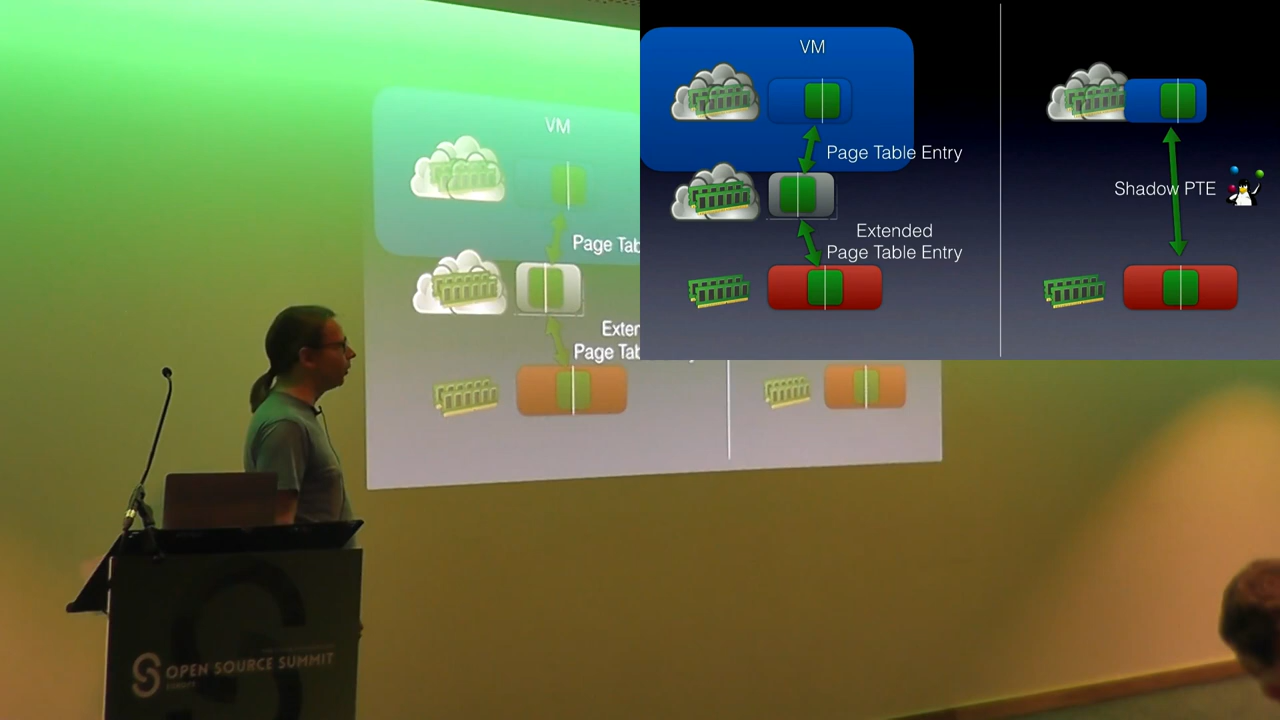 VM
Page Table Entry
Extended
Page Table Entry
Shadow PTE
VM
Page Tab
Exten
Page Tab
OPEN SOURCE SUMMIT
EUROPE